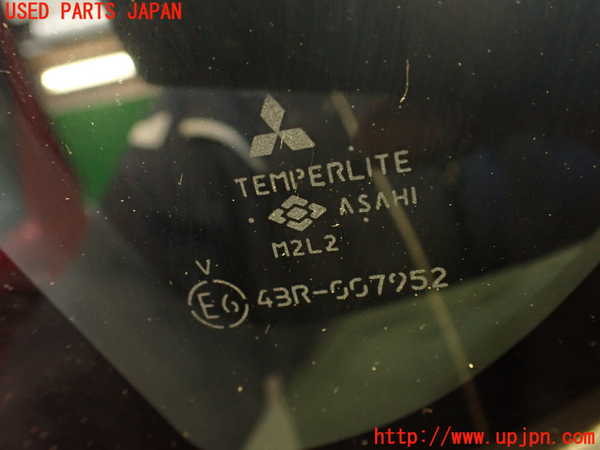 USED PARTS JAPAN
TEMPERLITE
ASAHI
M2L2
V
E6 43R-007952
http://www.upjpn.com/